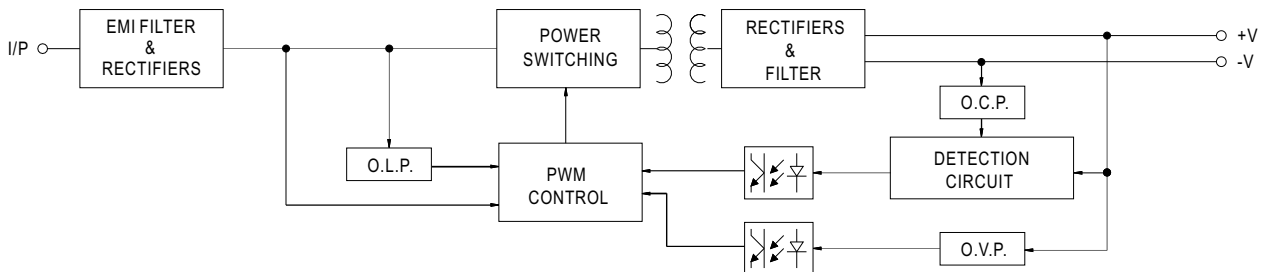 EMI FILTER
&
RECTIFIERS
I/P
POWER
SWITCHING
RECTIFIERS
&
FILTER
+V
-V
O.C.P.
O.L.P.
PWM
CONTROL
DETECTION
CIRCUIT
O.V.P.